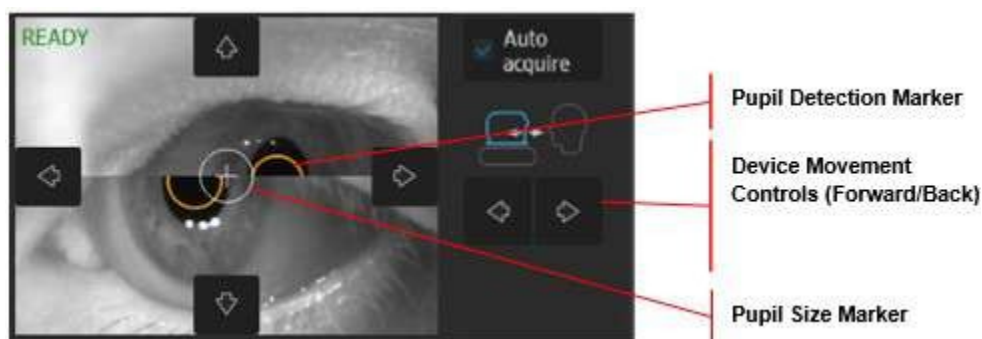 READY
Auto
acquire
Pupil Detection Marker
Device Movement
Controls (Forward/Back)
Pupil Size Marker